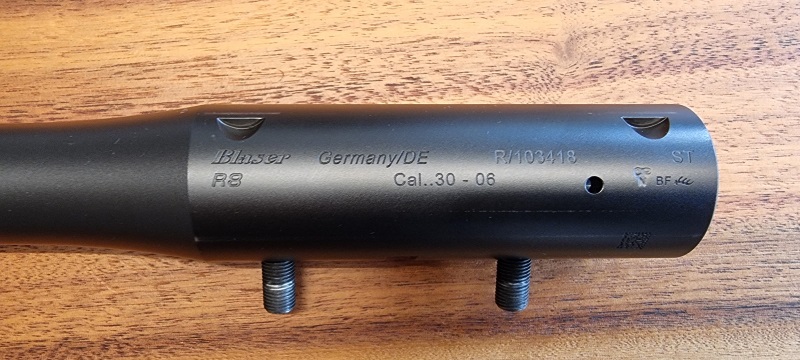 Blaser Germany/DE R/103418 ST
R8 Cal..30 - 06 BF